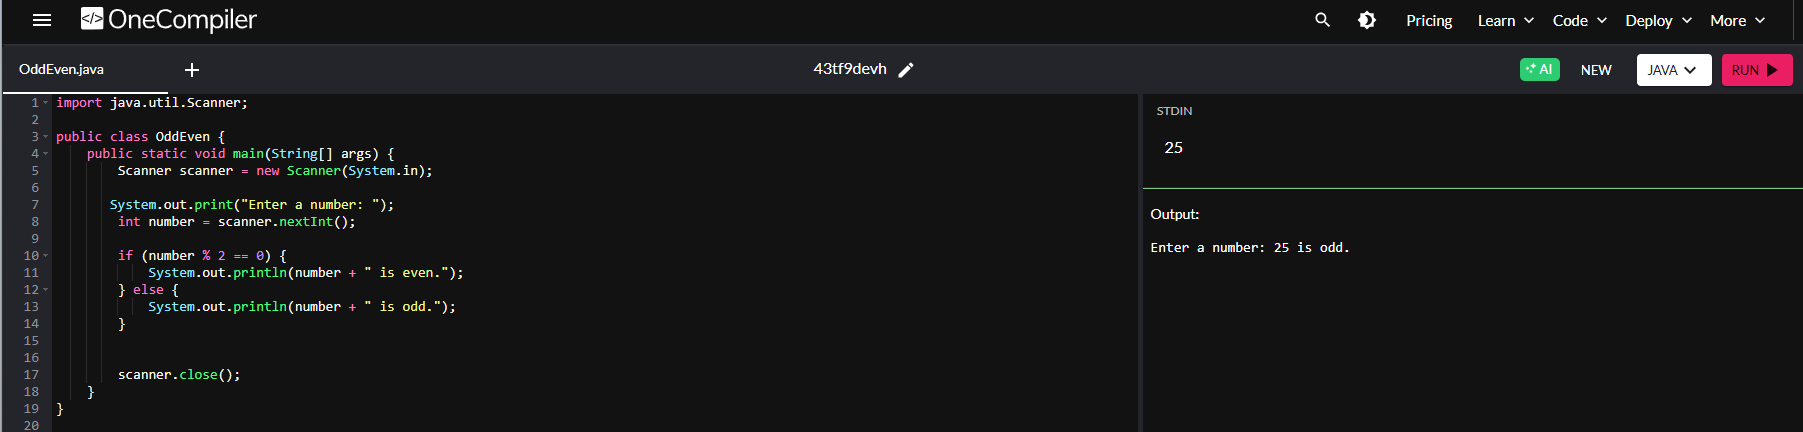 </> OneCompiler Pricing Learn Code Deploy More
OddEven.java + 43tf9devh AI NEW JAVA RUN
1 import java.util.Scanner;
2
3 public class OddEven {
4     public static void main(String[] args) {
5         Scanner scanner = new Scanner(System.in);
6
7        System.out.print("Enter a number: ");
8         int number = scanner.nextInt();
9
10         if (number % 2 == 0) {
11             System.out.println(number + " is even.");
12         } else {
13             System.out.println(number + " is odd.");
14         }
15
16
17         scanner.close();
18     }
19 }
20
STDIN
25
Output:
Enter a number: 25 is odd.